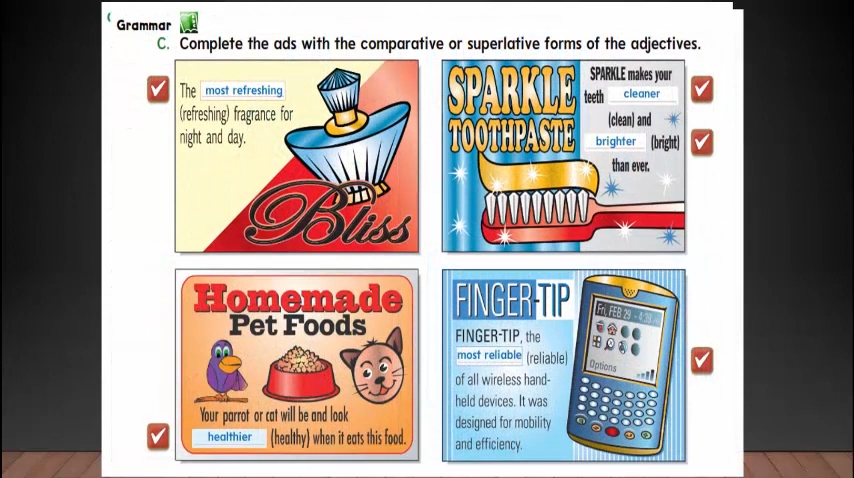 Grammar
C. Complete the ads with the comparative or superlative forms of the adjectives.
The most refreshing
(refreshing) fragrance for
night and day.
Bliss
SPARKLE
TOOTHPASTE
SPARKLE makes your
teeth cleaner
(clean) and
brighter (bright)
than ever.
Homemade
Pet Foods
Your parrot or cat will be and look
healthier (healthy) when it eats this food.
FINGER-TIP
FINGER-TIP, the
most reliable (reliable)
of all wireless hand-
held devices. It was
designed for mobility
and efficiency.
Fri, FEB 29 - 4:38
Options